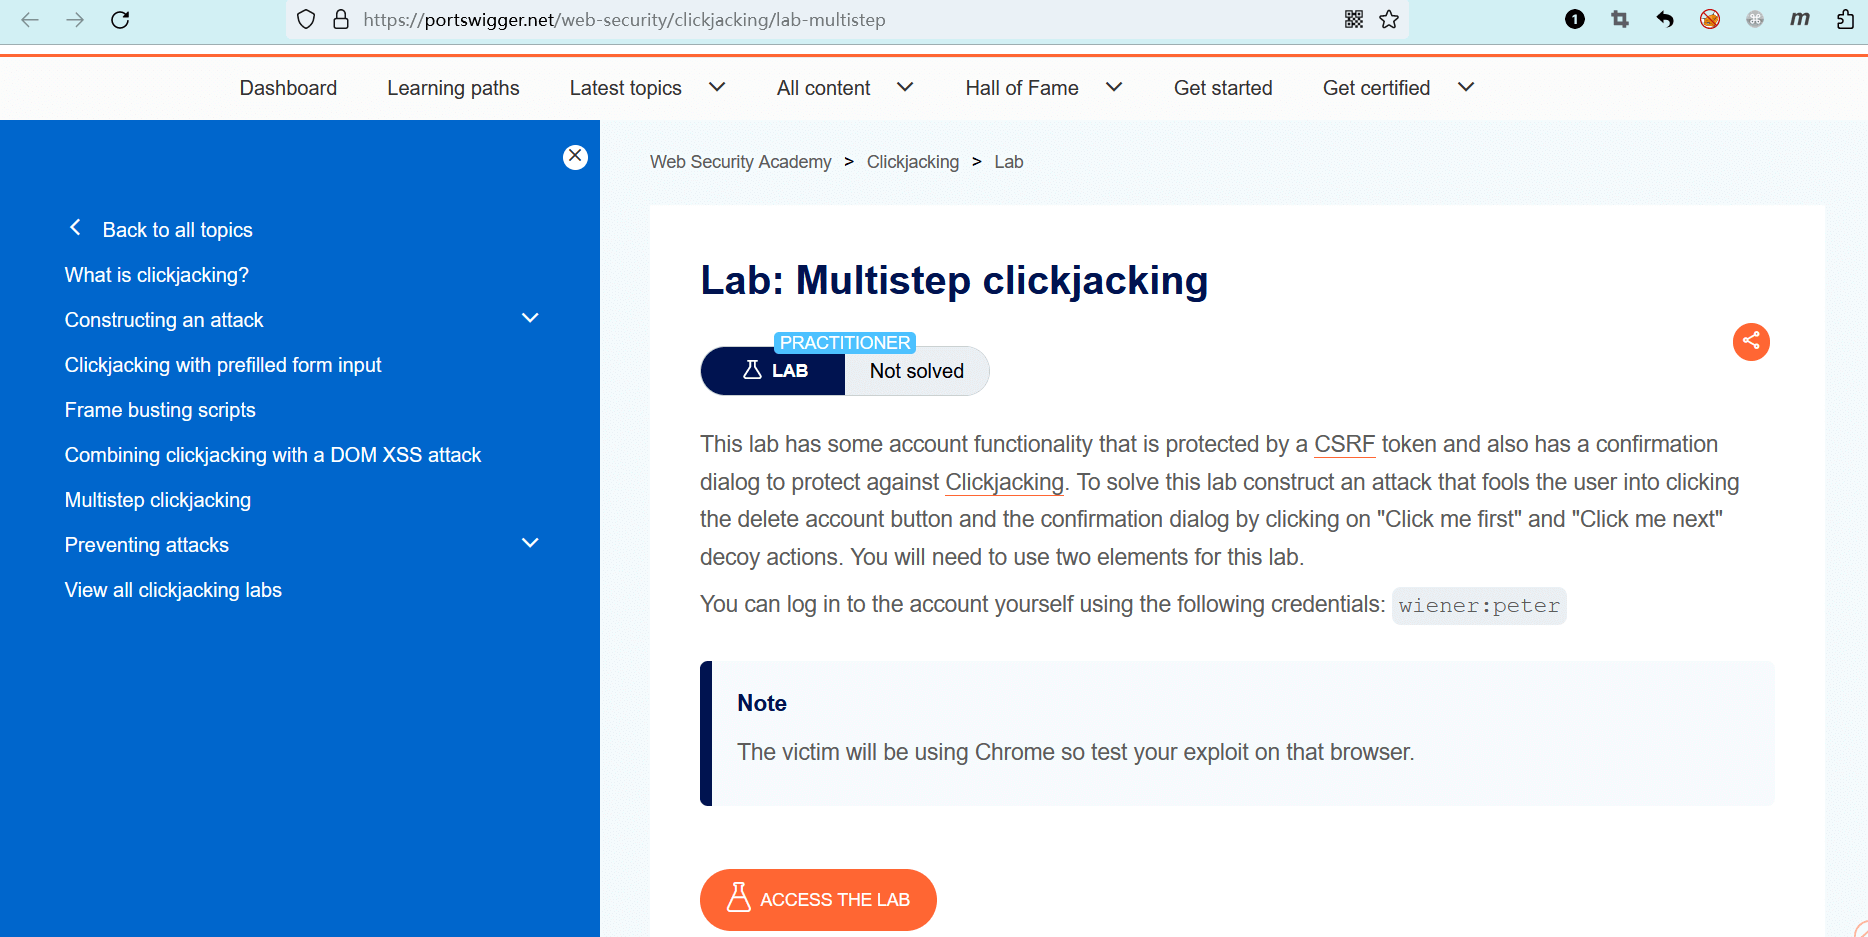 https://portswigger.net/web-security/clickjacking/lab-multistep
1
m
Dashboard Learning paths Latest topics All content Hall of Fame Get started Get certified
Back to all topics
What is clickjacking?
Constructing an attack
Clickjacking with prefilled form input
Frame busting scripts
Combining clickjacking with a DOM XSS attack
Multistep clickjacking
Preventing attacks
View all clickjacking labs
Web Security Academy > Clickjacking > Lab
Lab: Multistep clickjacking
PRACTITIONER
LAB Not solved
This lab has some account functionality that is protected by a CSRF token and also has a confirmation
dialog to protect against Clickjacking. To solve this lab construct an attack that fools the user into clicking
the delete account button and the confirmation dialog by clicking on "Click me first" and "Click me next"
decoy actions. You will need to use two elements for this lab.
You can log in to the account yourself using the following credentials: wiener:peter
Note
The victim will be using Chrome so test your exploit on that browser.
ACCESS THE LAB